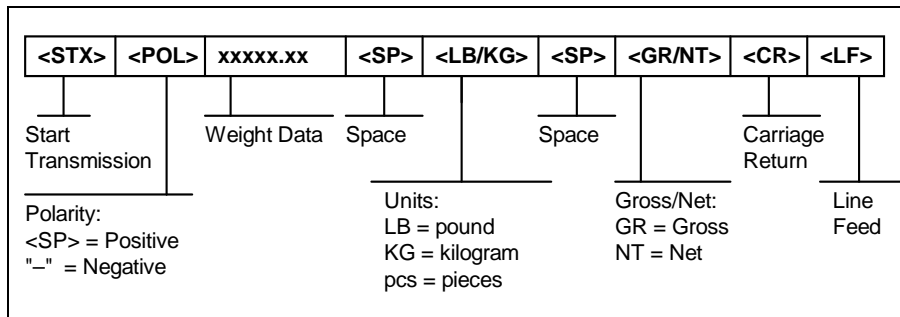 <STX> <POL> xxxxx.xx <SP> <LB/KG> <SP> <GR/NT> <CR> <LF>
Start
Transmission
Weight Data
Space
Space
Carriage
Return
Polarity:
<SP> = Positive
"–" = Negative
Units:
LB = pound
KG = kilogram
pcs = pieces
Gross/Net:
GR = Gross
NT = Net
Line
Feed